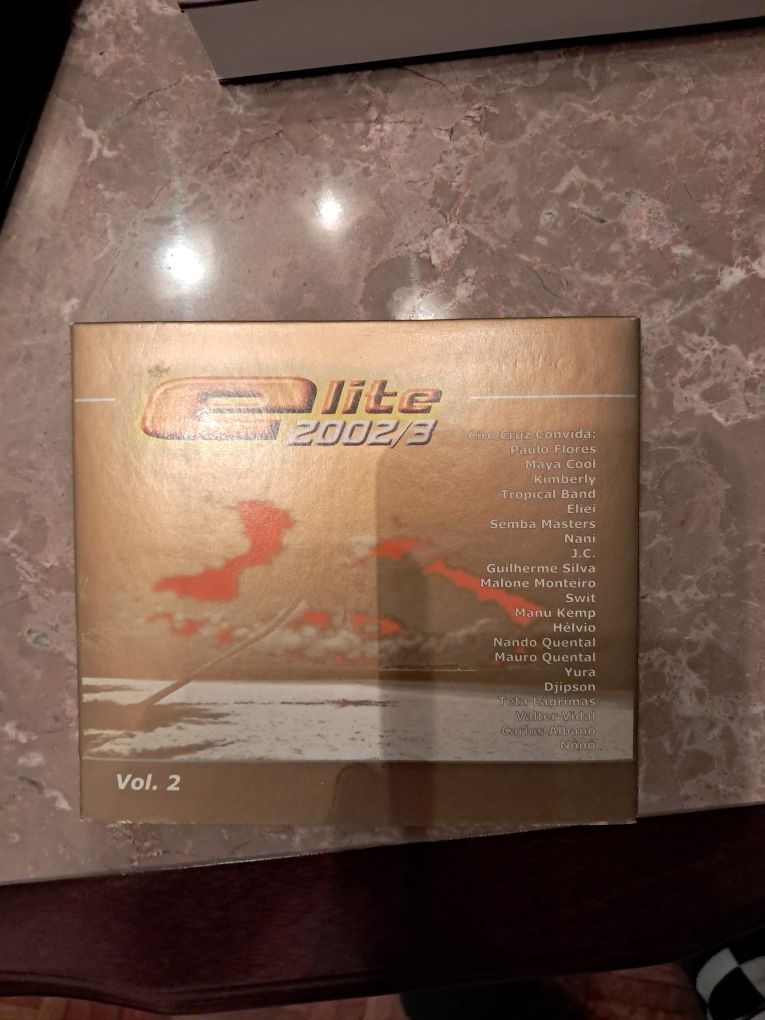 elite
2002/3
Ciro Cruz Convida:
Paulo Flores
Maya Cool
Kimberly
Tropical Band
Eliei
Semba Masters
Nani
J.C.
Guilherme Silva
Malone Monteiro
Swit
Manu Kemp
Hélvio
Nando Quental
Mauro Quental
Yura
Djipson
Teta Lágrimas
Valter Vidal
Carlos Albano
Nónó
Vol. 2